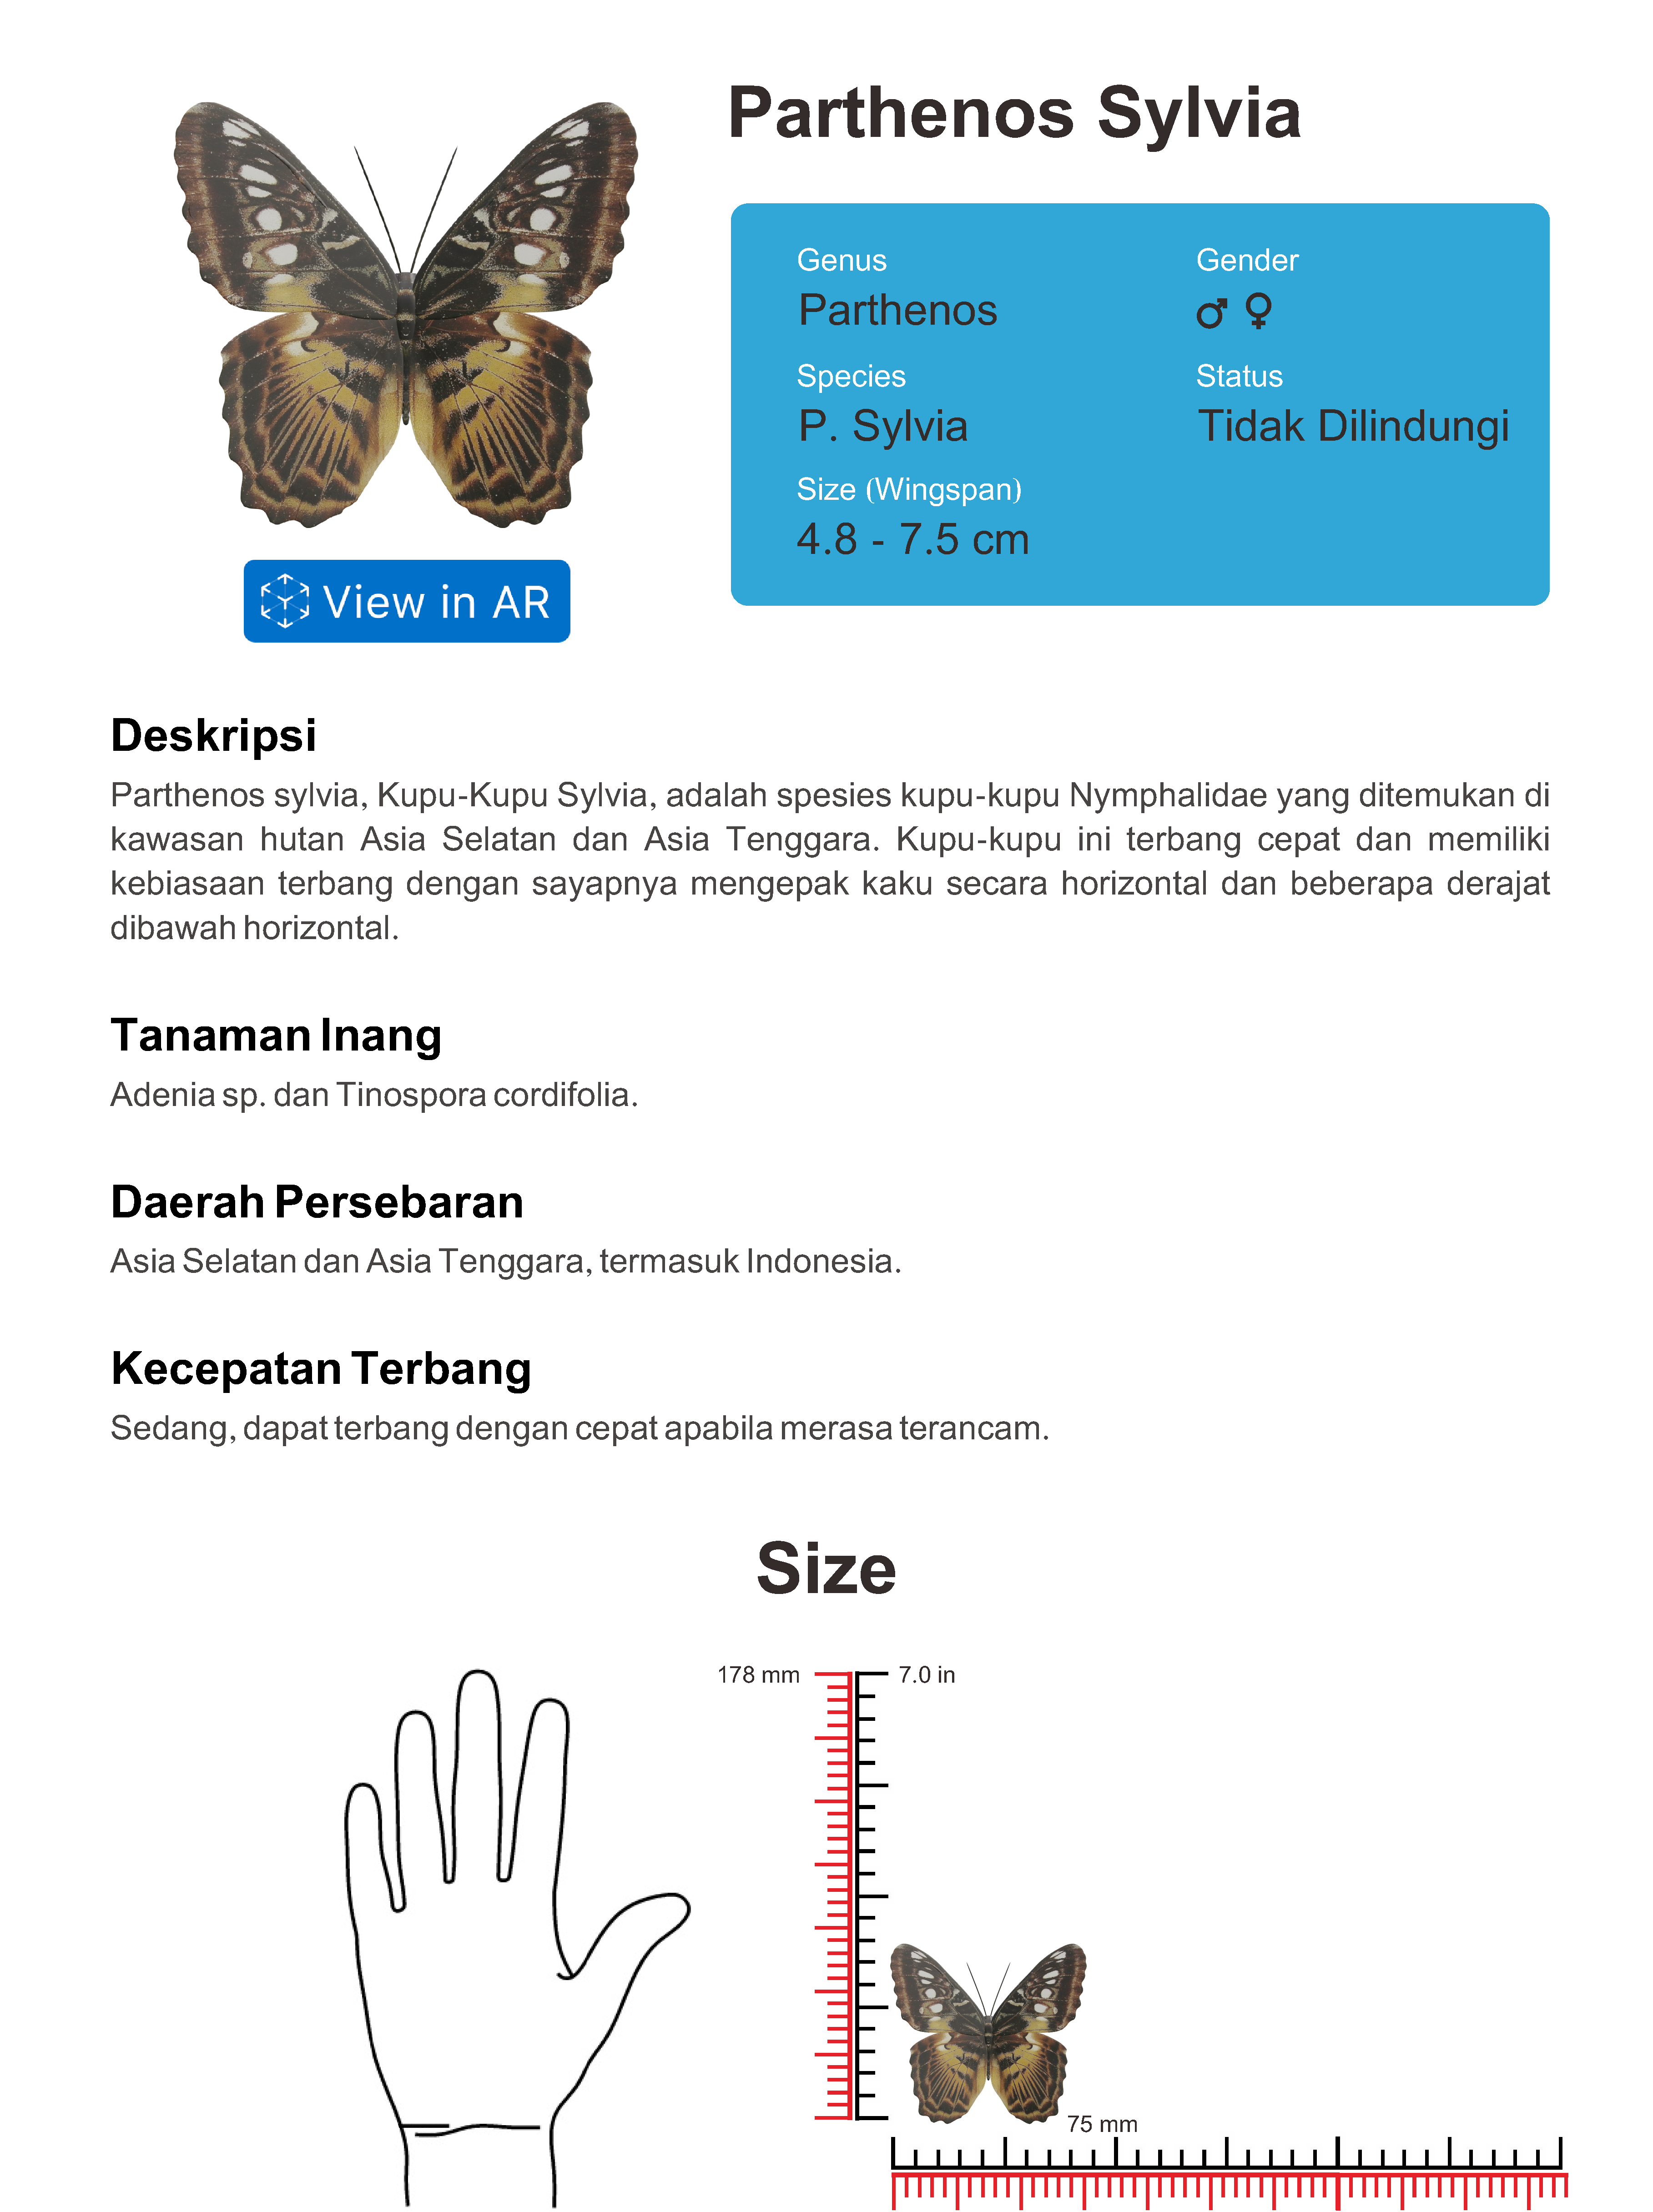 Parthenos Sylvia
Genus
Parthenos
Gender
♂ ♀
Species
P. Sylvia
Status
Tidak Dilindungi
Size (Wingspan)
4.8 - 7.5 cm
View in AR
Deskripsi
Parthenos sylvia, Kupu-Kupu Sylvia, adalah spesies kupu-kupu Nymphalidae yang ditemukan di
kawasan hutan Asia Selatan dan Asia Tenggara. Kupu-kupu ini terbang cepat dan memiliki
kebiasaan terbang dengan sayapnya mengepak kaku secara horizontal dan beberapa derajat
dibawah horizontal.
Tanaman Inang
Adenia sp. dan Tinospora cordifolia.
Daerah Persebaran
Asia Selatan dan Asia Tenggara, termasuk Indonesia.
Kecepatan Terbang
Sedang, dapat terbang dengan cepat apabila merasa terancam.
Size
178 mm
7.0 in
75 mm